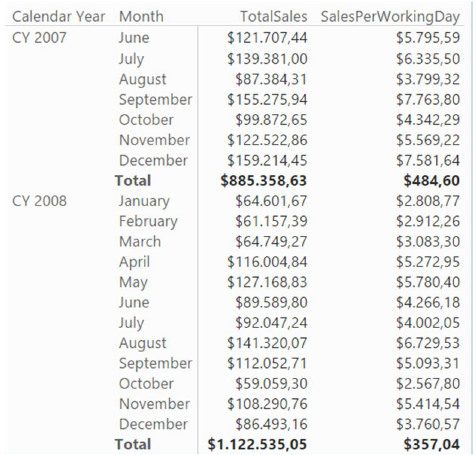 Calendar Year Month TotalSales SalesPerWorkingDay
CY 2007 June $121.707,44 $5.795,59
July $139.381,00 $6.335,50
August $87.384,31 $3.799,32
September $155.275,94 $7.763,80
October $99.872,65 $4.342,29
November $122.522,86 $5.569,22
December $159.214,45 $7.581,64
Total $885.358,63 $484,60
CY 2008 January $64.601,67 $2.808,77
February $61.157,39 $2.912,26
March $64.749,27 $3.083,30
April $116.004,84 $5.272,95
May $127.168,83 $5.780,40
June $89.589,80 $4.266,18
July $92.047,24 $4.002,05
August $141.320,07 $6.729,53
September $112.052,71 $5.093,31
October $59.059,30 $2.567,80
November $108.290,76 $5.414,54
December $86.493,16 $3.760,57
Total $1.122.535,05 $357,04